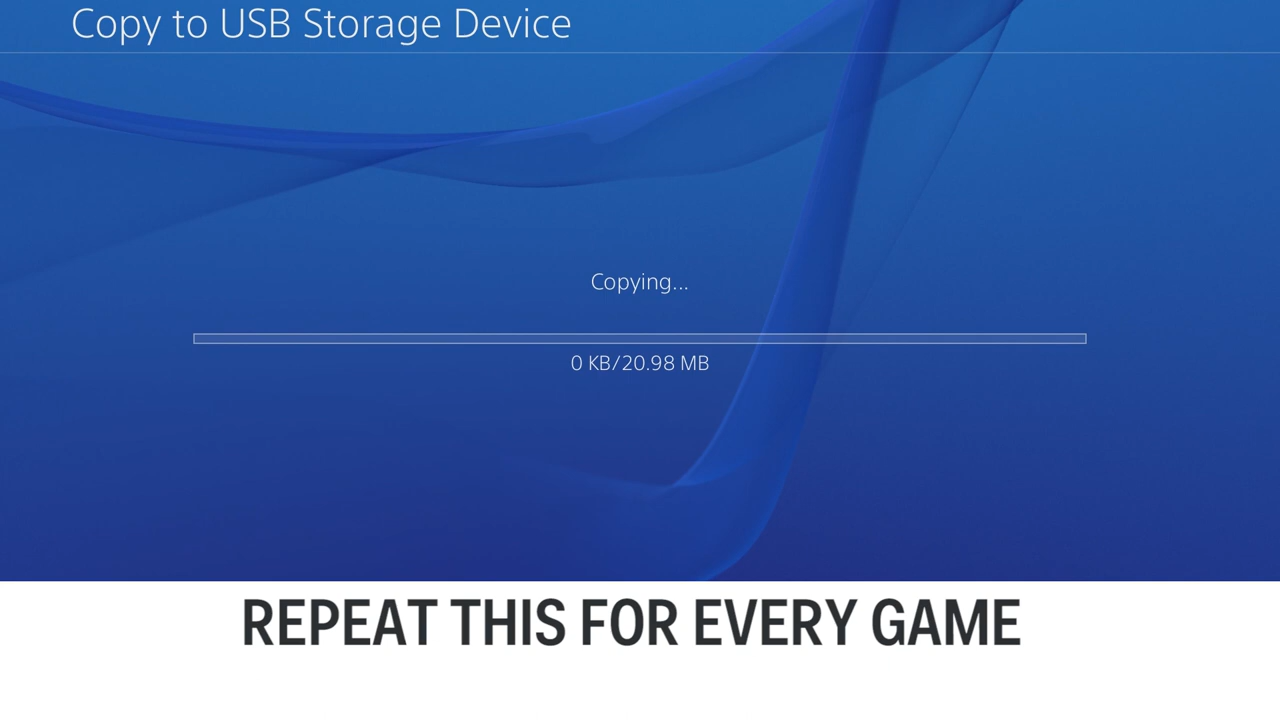 Copy to USB Storage Device
Copying...
0 KB/20.98 MB
REPEAT THIS FOR EVERY GAME